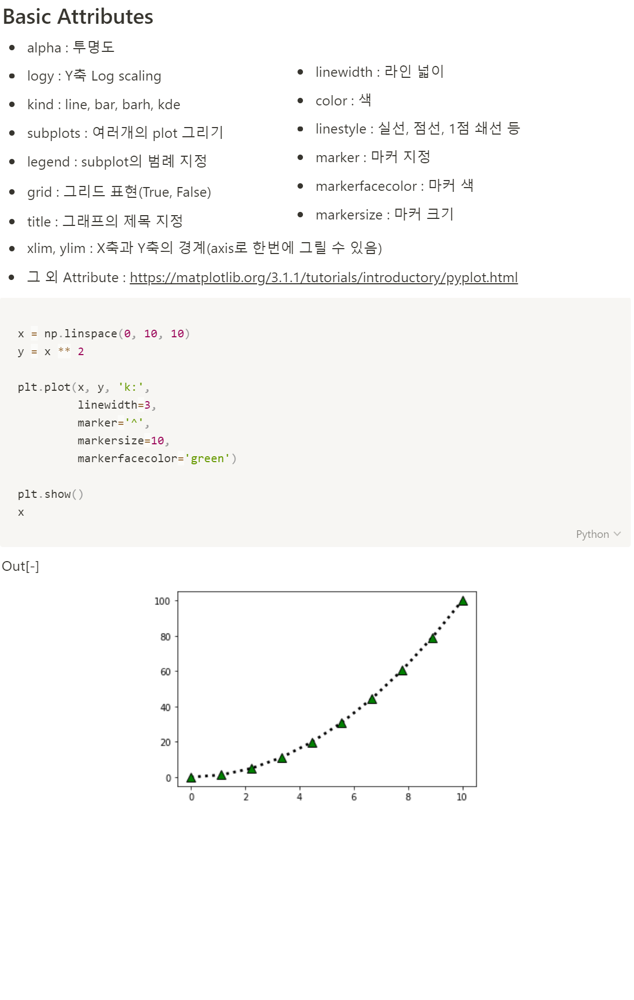 Basic Attributes
alpha : 투명도
logy : Y축 Log scaling
kind : line, bar, barh, kde
subplots : 여러개의 plot 그리기
legend : subplot의 범례 지정
grid : 그리드 표현(True, False)
title : 그래프의 제목 지정
linewidth : 라인 넓이
color : 색
linestyle : 실선, 점선, 1점 쇄선 등
marker : 마커 지정
markerfacecolor : 마커 색
markersize : 마커 크기
xlim, ylim : X축과 Y축의 경계(axis로 한번에 그릴 수 있음)
그 외 Attribute : https://matplotlib.org/3.1.1/tutorials/introductory/pyplot.html
x = np.linspace(0, 10, 10)
y = x ** 2
plt.plot(x, y, 'k:',
linewidth=3,
marker='^',
markersize=10,
markerfacecolor='green')
plt.show()
x
Python
Out[-]
100
80
60
40
20
0
0 2 4 6 8 10